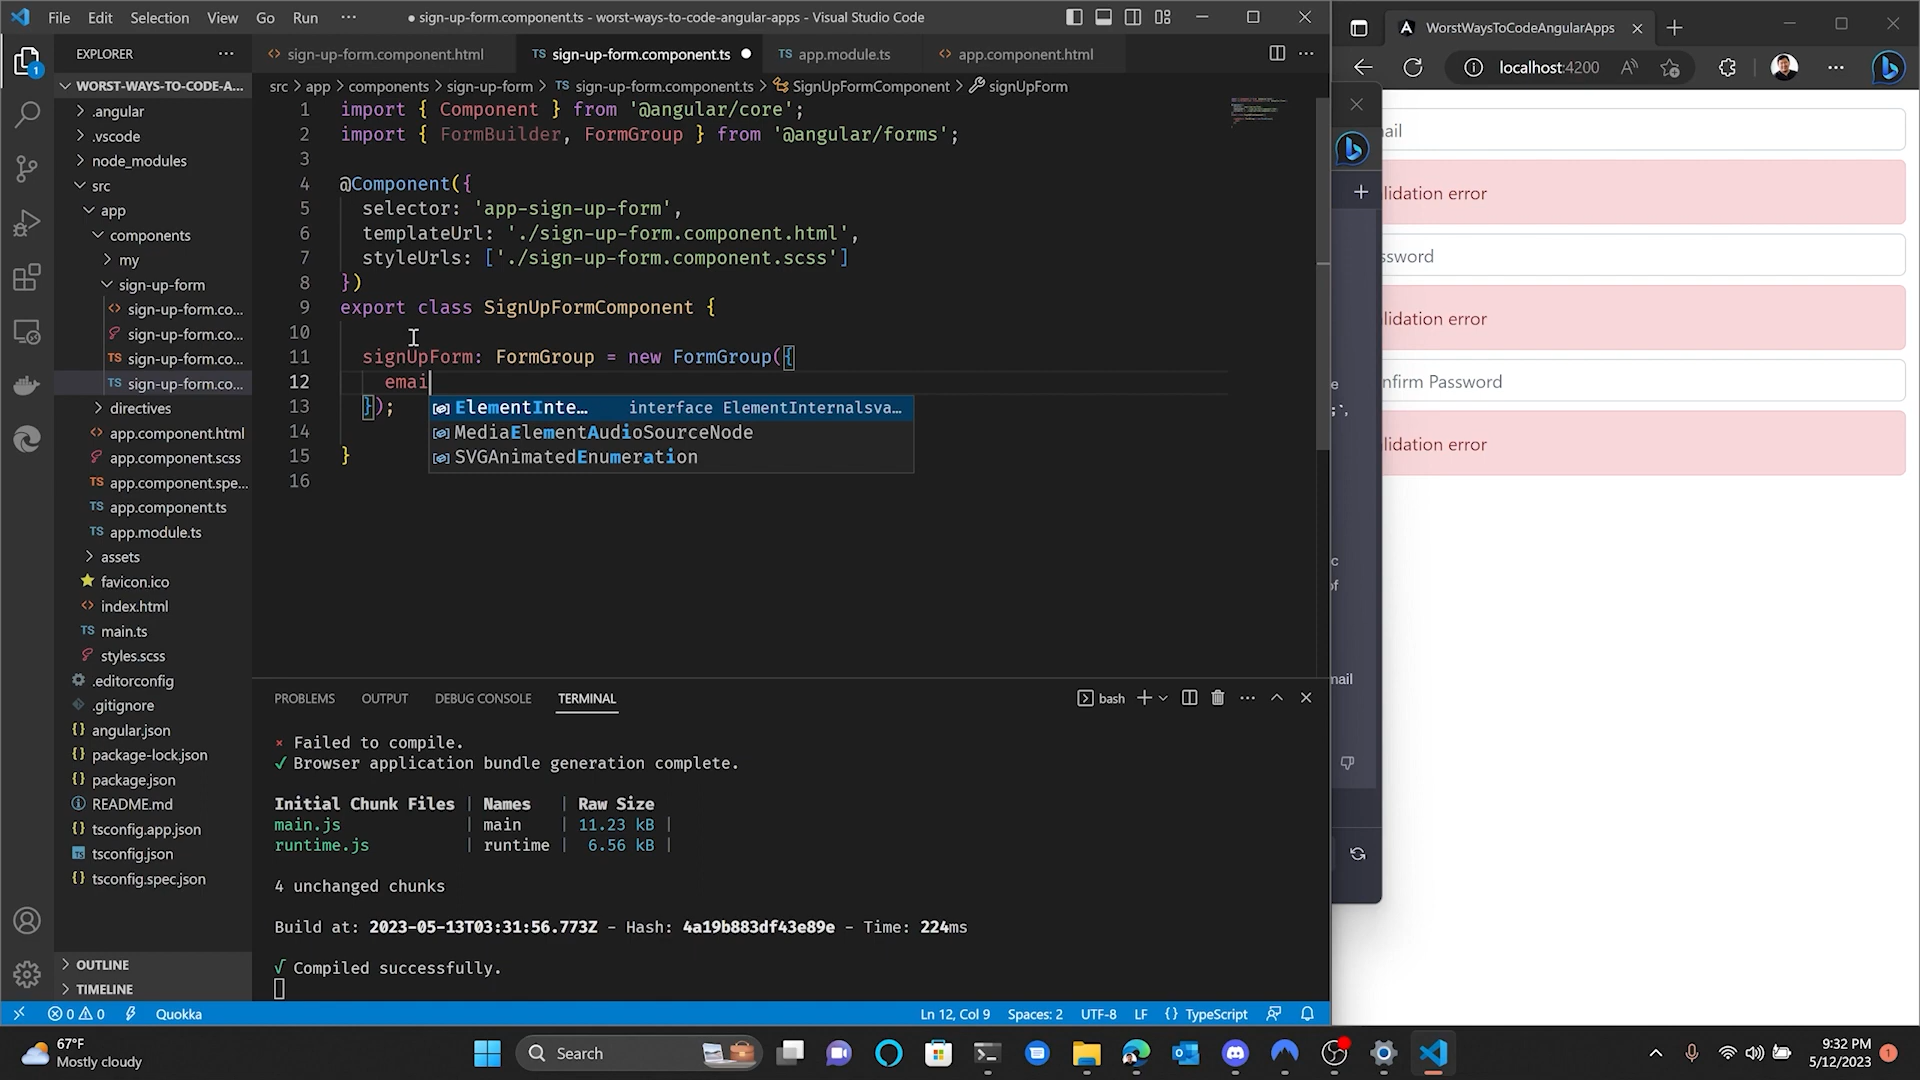 File Edit Selection View Go Run ··· ● sign-up-form.component.ts - worst-ways-to-code-angular-apps - Visual Studio Code
EXPLORER ···
WORST-WAYS-TO-CODE-A...
.angular
.vscode
node_modules
src
app
components
my
sign-up-form
sign-up-form.co...
sign-up-form.co...
TS sign-up-form.co...
TS sign-up-form.co...
directives
app.component.html
app.component.scss
TS app.component.spe...
TS app.component.ts
TS app.module.ts
assets
favicon.ico
index.html
TS main.ts
styles.scss
.editorconfig
.gitignore
{} angular.json
{} package-lock.json
{} package.json
README.md
{} tsconfig.app.json
tsconfig.json
{} tsconfig.spec.json
OUTLINE
TIMELINE
1
sign-up-form.component.html TS sign-up-form.component.ts ● TS app.module.ts app.component.html
src > app > components > sign-up-form > TS sign-up-form.component.ts > SignUpFormComponent > signUpForm
1 import { Component } from '@angular/core';
2 import { FormBuilder, FormGroup } from '@angular/forms';
3
4 @Component({
5 selector: 'app-sign-up-form',
6 templateUrl: './sign-up-form.component.html',
7 styleUrls: ['./sign-up-form.component.scss']
8 })
9 export class SignUpFormComponent {
10
11 signUpForm: FormGroup = new FormGroup({
12 emai
13 });
14
15 }
16
ElementInte... interface ElementInternalsva...
MediaElementAudioSourceNode
SVGAnimatedEnumeration
PROBLEMS OUTPUT DEBUG CONSOLE TERMINAL bash
× Failed to compile.
✓ Browser application bundle generation complete.
Initial Chunk Files | Names | Raw Size
main.js | main | 11.23 kB |
runtime.js | runtime | 6.56 kB |
4 unchanged chunks
Build at: 2023-05-13T03:31:56.773Z - Hash: 4a19b883df43e89e - Time: 224ms
√ Compiled successfully.
0 0 Quokka Ln 12, Col 9 Spaces: 2 UTF-8 LF {} TypeScript
WorstWaysToCodeAngularApps
localhost:4200
ail
lidation error
ssword
lidation error
nfirm Password
lidation error
e
c
of
nail
67°F
Mostly cloudy
Search
9:32 PM
5/12/2023
1